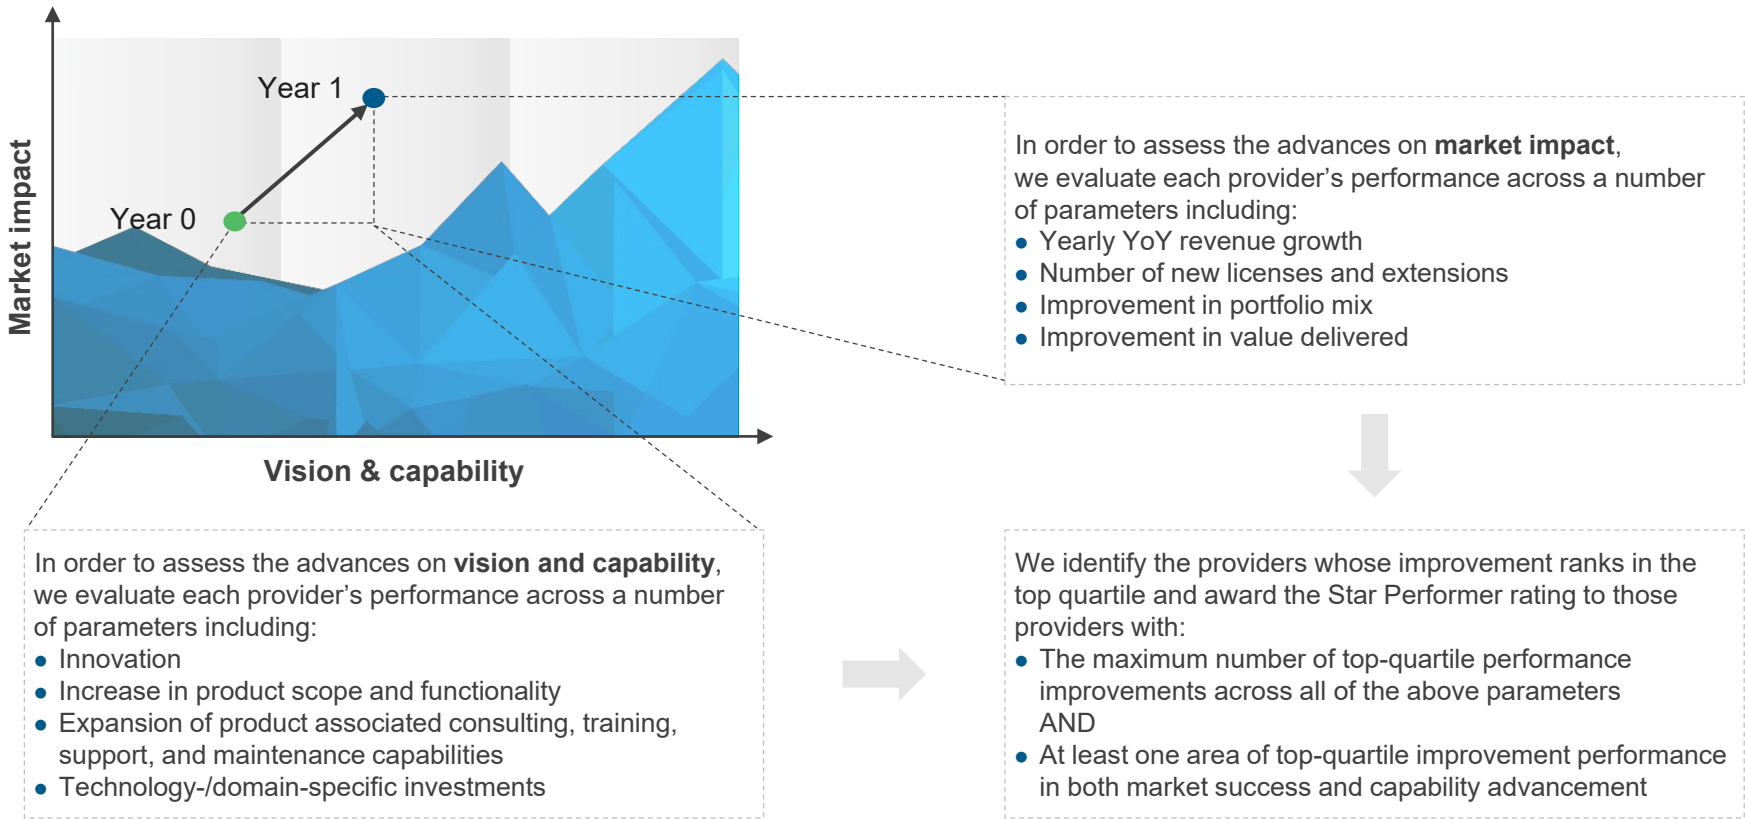 Year 1
Year 0
Market impact
Vision & capability
In order to assess the advances on market impact,
we evaluate each provider’s performance across a number
of parameters including:
● Yearly YoY revenue growth
● Number of new licenses and extensions
● Improvement in portfolio mix
● Improvement in value delivered
In order to assess the advances on vision and capability,
we evaluate each provider’s performance across a number
of parameters including:
● Innovation
● Increase in product scope and functionality
● Expansion of product associated consulting, training,
support, and maintenance capabilities
● Technology-/domain-specific investments
We identify the providers whose improvement ranks in the
top quartile and award the Star Performer rating to those
providers with:
● The maximum number of top-quartile performance
improvements across all of the above parameters
AND
● At least one area of top-quartile improvement performance
in both market success and capability advancement